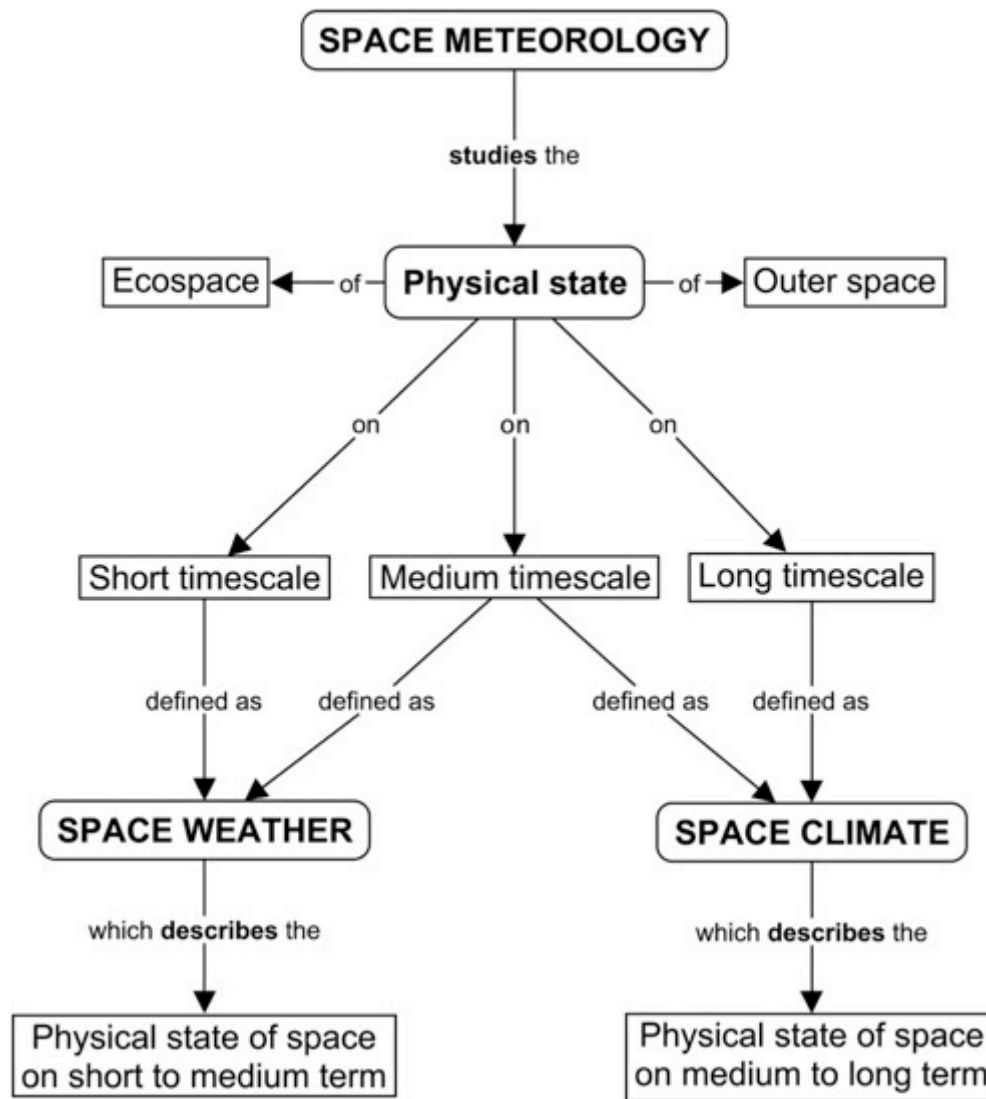 SPACE METEOROLOGY
studies the
Ecospace
of
Physical state
of
Outer space
on
on
on
Short timescale
Medium timescale
Long timescale
defined as
defined as
defined as
defined as
SPACE WEATHER
SPACE CLIMATE
which describes the
which describes the
Physical state of space
on short to medium term
Physical state of space
on medium to long term